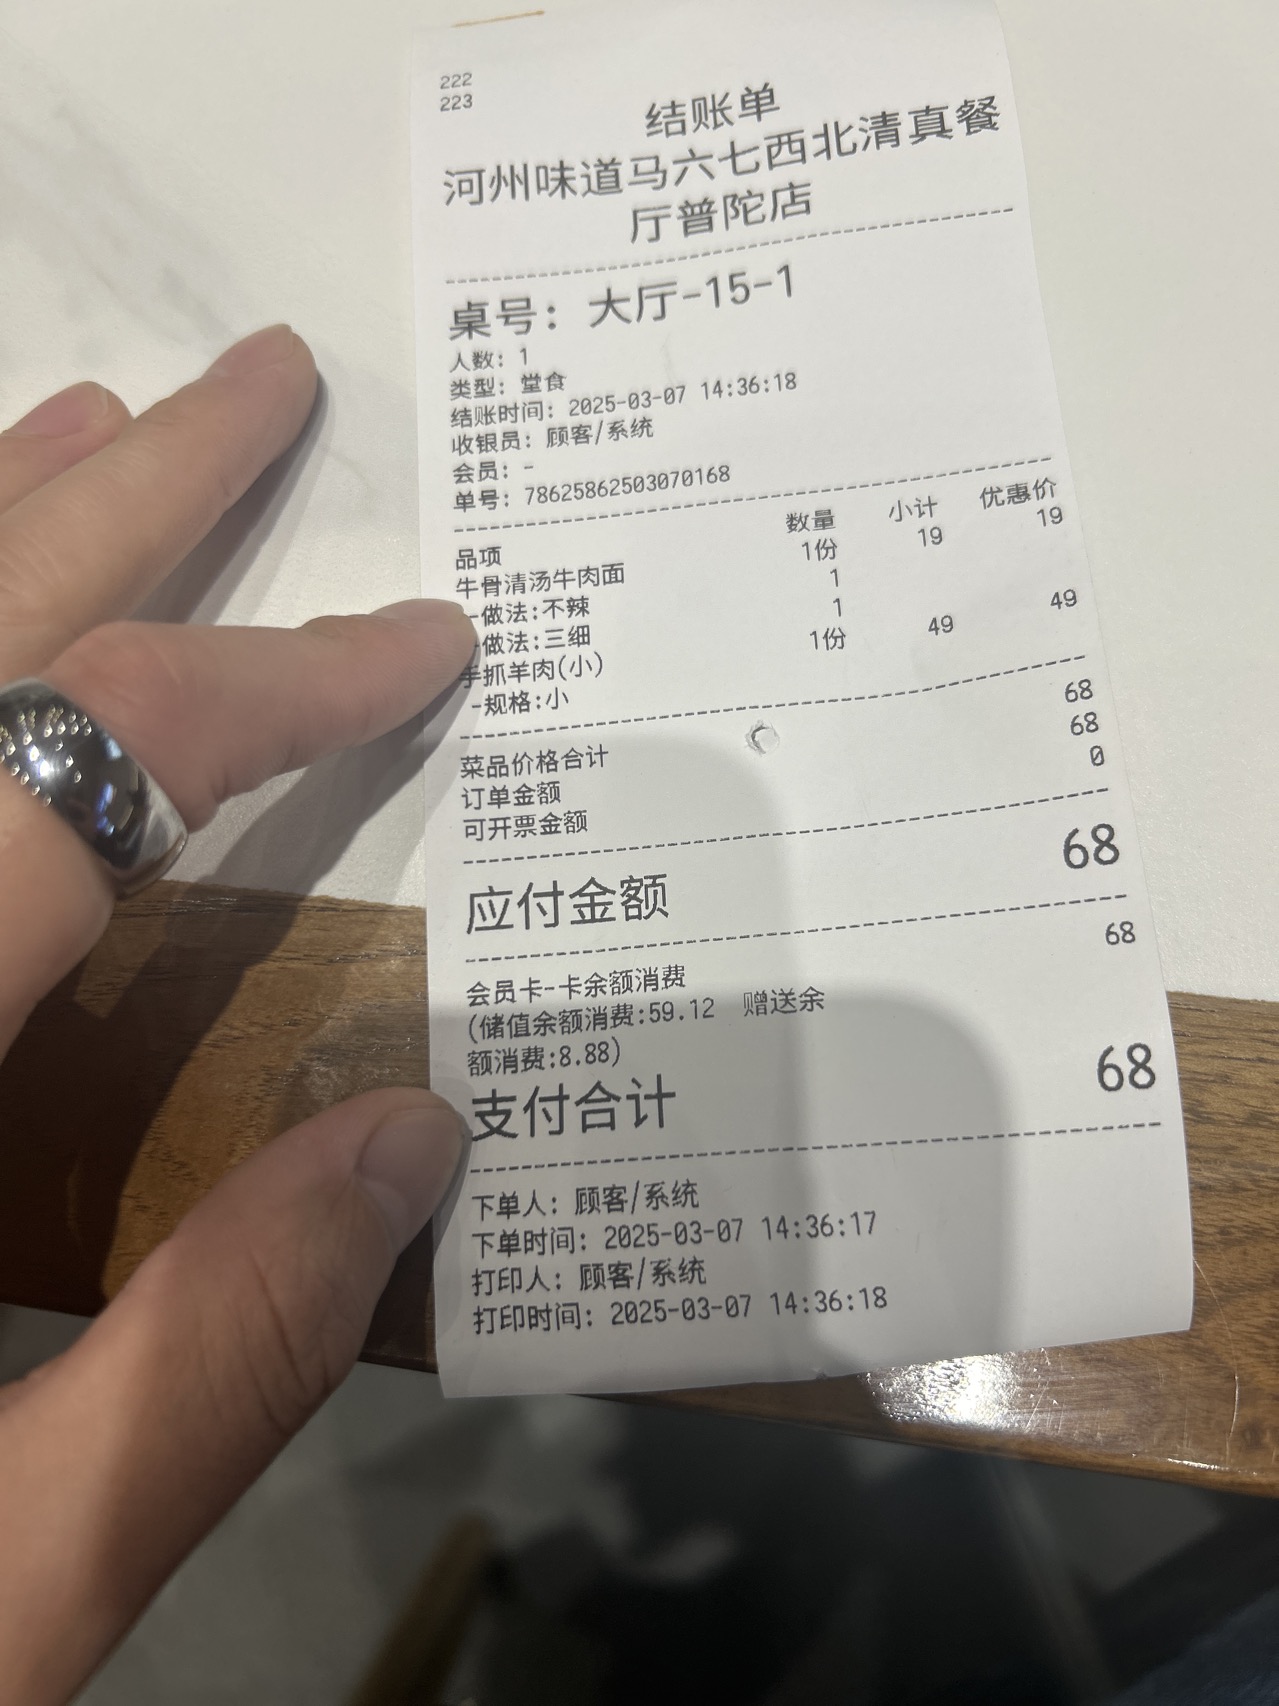 222
223
结账单
河州味道马六七西北清真餐
厅普陀店
桌号：大厅-15-1
人数：1
类型：堂食
结账时间：2025-03-07 14:36:18
收银员：顾客/系统
会员：-
单号：78625862503070168
品项 数量 小计 优惠价
牛骨清汤牛肉面 1份 19 19
-做法:不辣 1
-做法:三细 1
手抓羊肉(小) 1份 49 49
-规格:小
菜品价格合计 68
订单金额 68
可开票金额 0
应付金额 68
会员卡-卡余额消费 68
(储值余额消费:59.12 赠送余
额消费:8.88)
支付合计 68
下单人：顾客/系统
下单时间：2025-03-07 14:36:17
打印人：顾客/系统
打印时间：2025-03-07 14:36:18